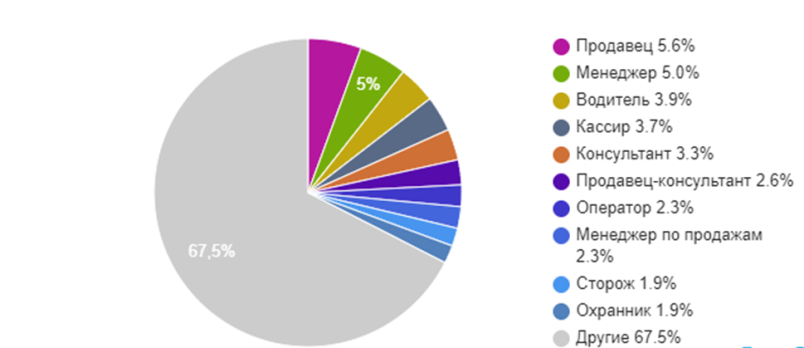 Продавец 5.6%
5%
Менеджер 5.0%
Водитель 3.9%
Кассир 3.7%
Консультант 3.3%
Продавец-консультант 2.6%
Оператор 2.3%
Менеджер по продажам
2.3%
67,5%
Сторож 1.9%
Охранник 1.9%
Другие 67.5%